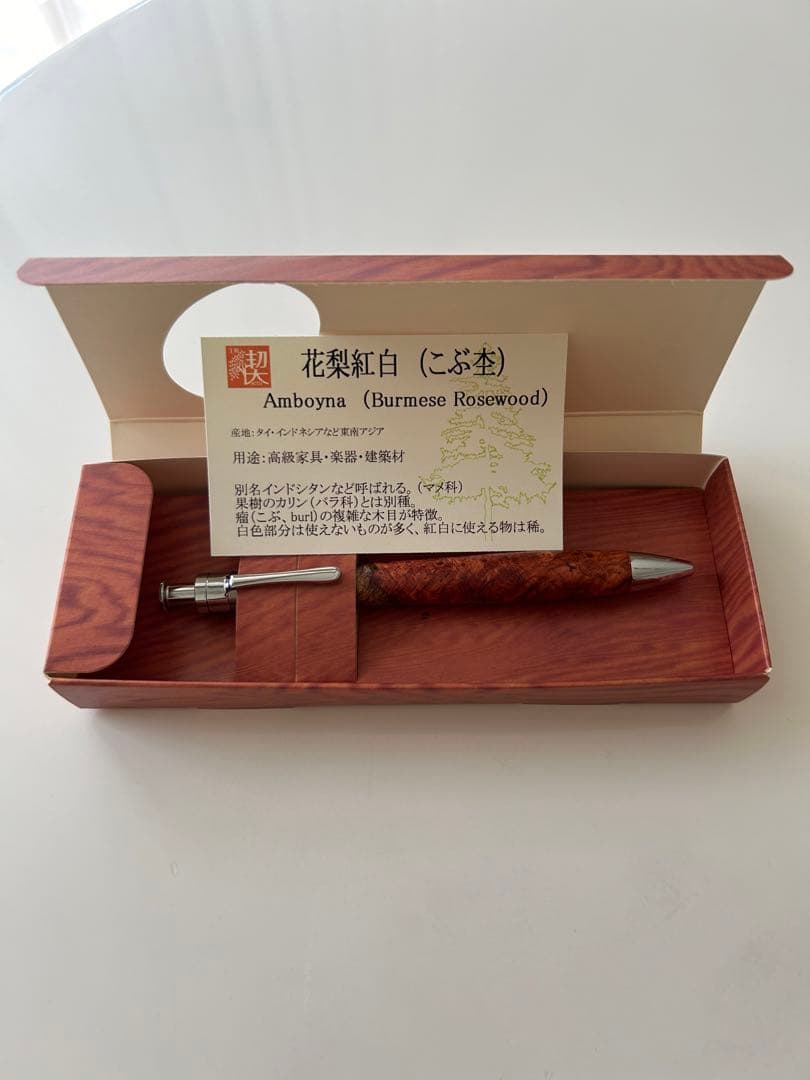 花梨紅白 (こぶ杢)
Amboyna (Burmese Rosewood)
産地:タイ・インドネシアなど東南アジア
用途:高級家具・楽器・建築材
別名インドシタンなど呼ばれる。(マメ科)
果樹のカリン(バラ科)とは別種。
瘤(こぶ、burl)の複雑な木目が特徴。
白色部分は使えないものが多く、紅白に使える物は稀。